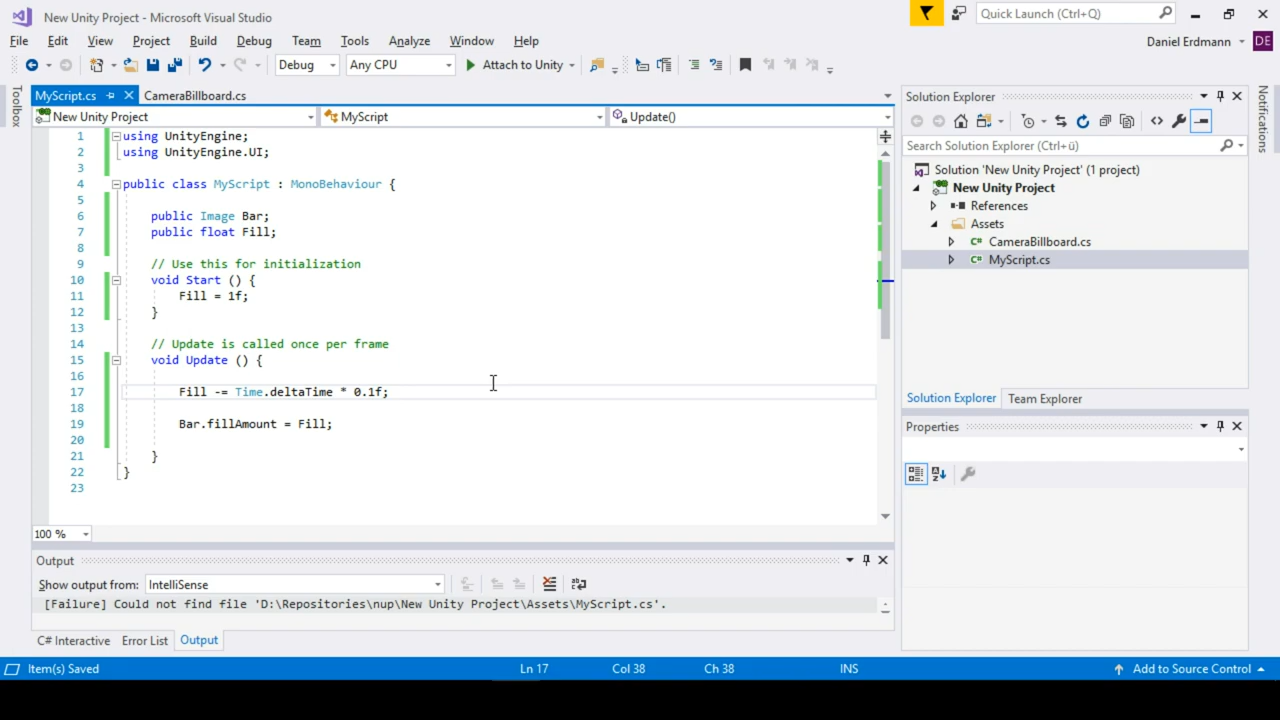 New Unity Project - Microsoft Visual Studio
Quick Launch (Ctrl+Q)
File Edit View Project Build Debug Team Tools Analyze Window Help
Daniel Erdmann DE
Debug Any CPU Attach to Unity
Toolbox
MyScript.cs CameraBillboard.cs
New Unity Project MyScript Update()
1 using UnityEngine;
2 using UnityEngine.UI;
3
4 public class MyScript : MonoBehaviour {
5
6 public Image Bar;
7 public float Fill;
8
9 // Use this for initialization
10 void Start () {
11 Fill = 1f;
12 }
13
14 // Update is called once per frame
15 void Update () {
16
17 Fill -= Time.deltaTime * 0.1f;
18
19 Bar.fillAmount = Fill;
20
21 }
22 }
23
100 %
Output
Show output from: IntelliSense
[Failure] Could not find file 'D:\Repositories\nup\New Unity Project\Assets\MyScript.cs'.
C# Interactive Error List Output
Solution Explorer
Search Solution Explorer (Ctrl+ü)
Solution 'New Unity Project' (1 project)
New Unity Project
References
Assets
C# CameraBillboard.cs
C# MyScript.cs
Solution Explorer Team Explorer
Properties
Notifications
Item(s) Saved Ln 17 Col 38 Ch 38 INS Add to Source Control